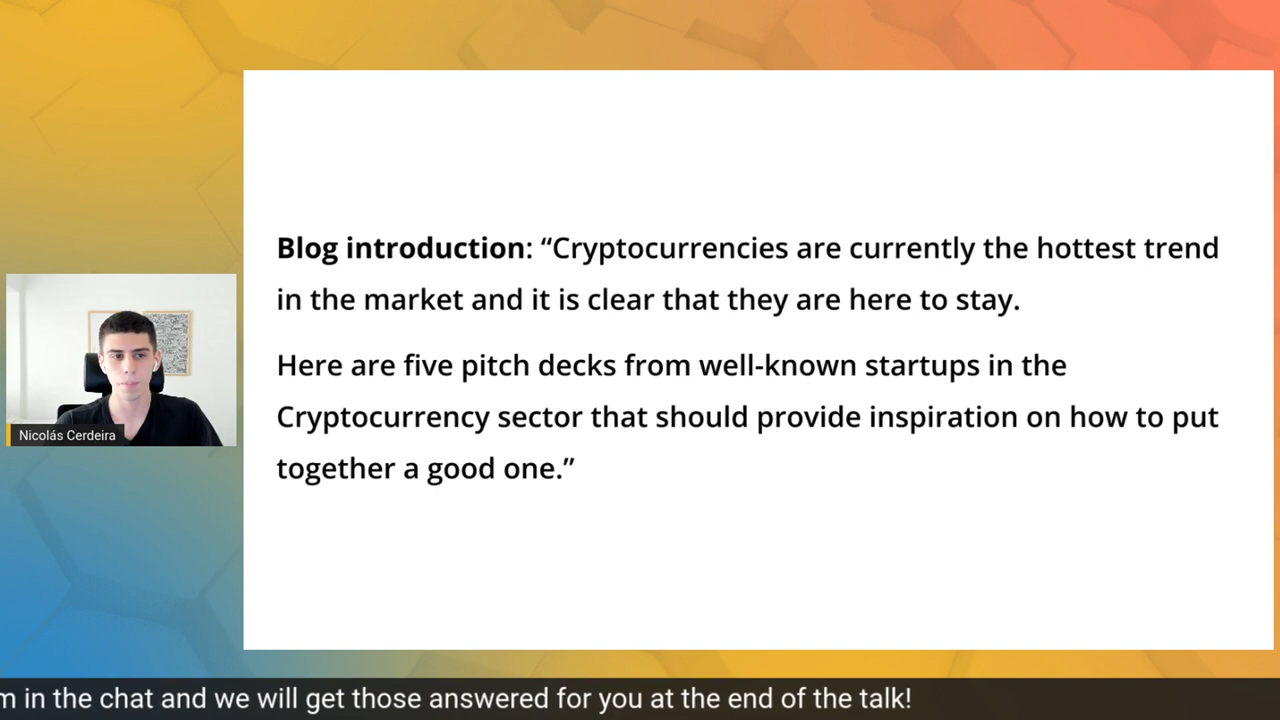 Blog introduction: “Cryptocurrencies are currently the hottest trend
in the market and it is clear that they are here to stay.
Here are five pitch decks from well-known startups in the
Cryptocurrency sector that should provide inspiration on how to put
together a good one.”
Nicolás Cerdeira
m in the chat and we will get those answered for you at the end of the talk!